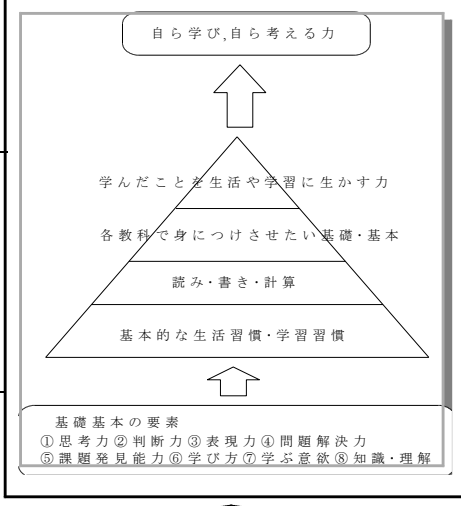 自ら学び,自ら考える力
学んだことを生活や学習に生かす力
各教科で身につけさせたい基礎・基本
読み・書き・計算
基本的な生活習慣・学習習慣
基礎基本の要素
①思考力②判断力③表現力④問題解決力
⑤課題発見能力⑥学び方⑦学ぶ意欲⑧知識・理解